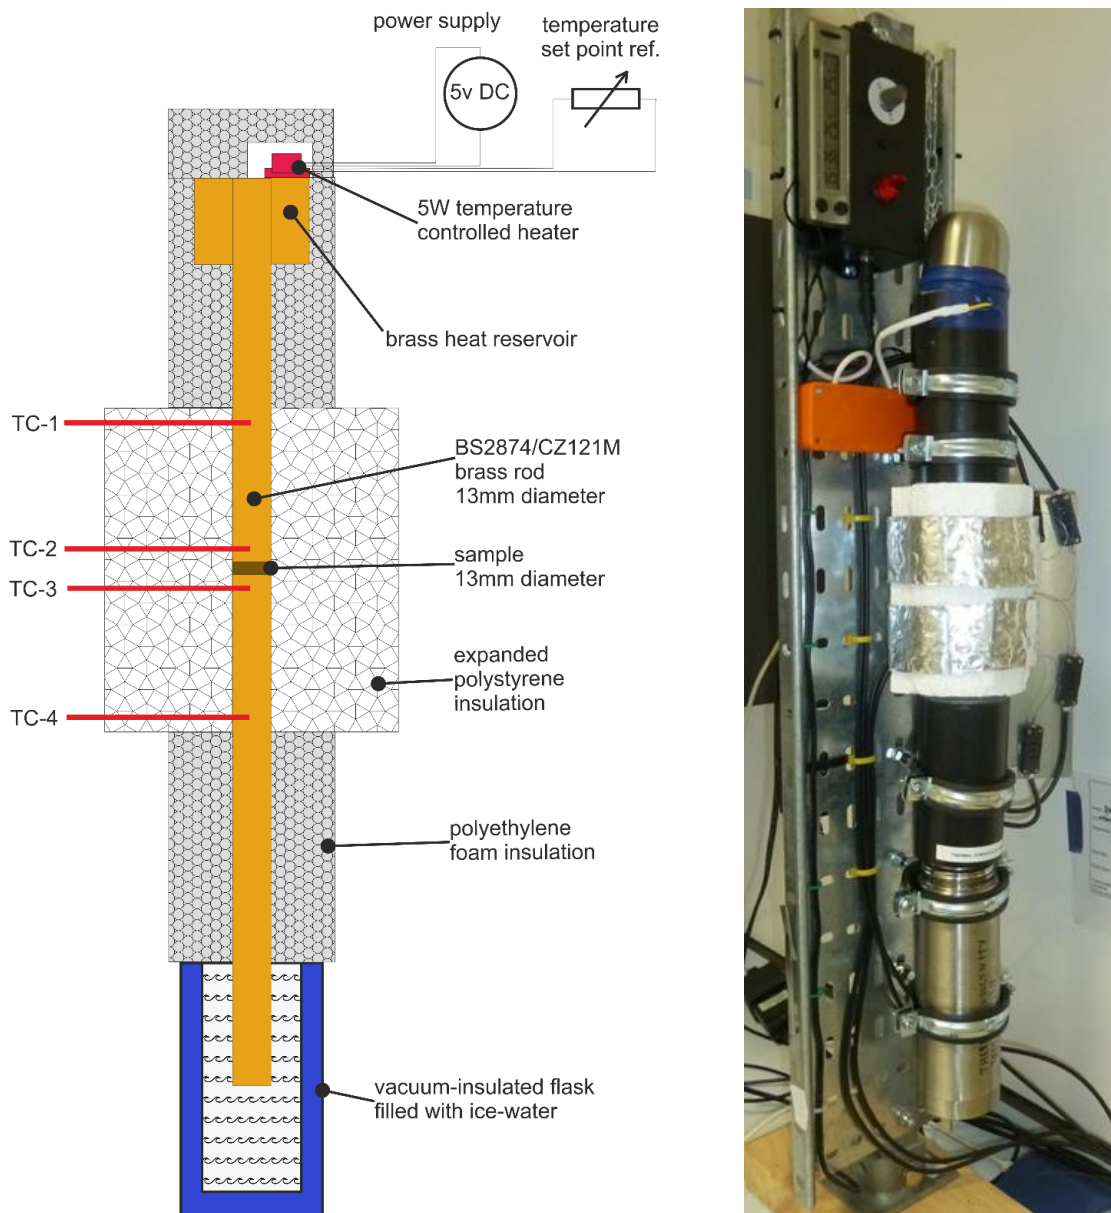 power supply
temperature
set point ref.
5v DC
5W temperature
controlled heater
brass heat reservoir
TC-1
BS2874/CZ121M
brass rod
13mm diameter
TC-2
sample
13mm diameter
TC-3
expanded
polystyrene
insulation
TC-4
polyethylene
foam insulation
vacuum-insulated flask
filled with ice-water